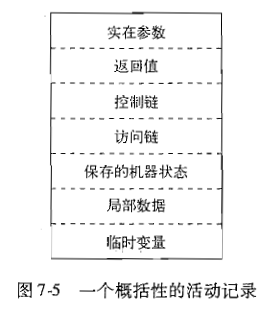 实在参数
返回值
控制链
访问链
保存的机器状态
局部数据
临时变量
图 7-5 一个概括性的活动记录